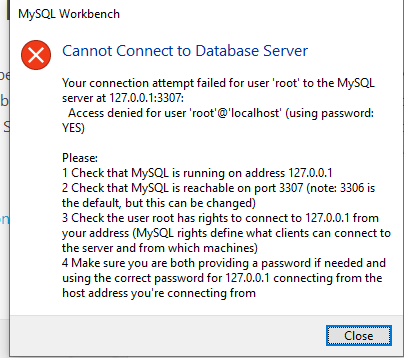 MySQL Workbench
Cannot Connect to Database Server
Your connection attempt failed for user 'root' to the MySQL
server at 127.0.0.1:3307:
Access denied for user 'root'@'localhost' (using password:
YES)
Please:
1 Check that MySQL is running on address 127.0.0.1
2 Check that MySQL is reachable on port 3307 (note: 3306 is
the default, but this can be changed)
3 Check the user root has rights to connect to 127.0.0.1 from
your address (MySQL rights define what clients can connect to
the server and from which machines)
4 Make sure you are both providing a password if needed and
using the correct password for 127.0.0.1 connecting from the
host address you're connecting from
Close